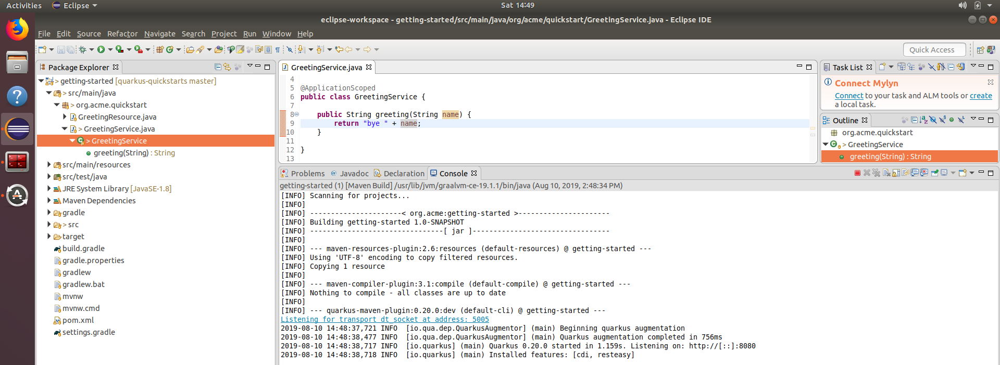 Activities Eclipse Sat 14:49
eclipse-workspace - getting-started/src/main/java/org/acme/quickstart/GreetingService.java - Eclipse IDE
File Edit Source Refactor Navigate Search Project Run Window Help
Quick Access
Package Explorer
> getting-started [quarkus-quickstarts master]
> src/main/java
> org.acme.quickstart
GreetingResource.java
> GreetingService.java
> GreetingService
greeting(String) : String
src/main/resources
src/test/java
JRE System Library [JavaSE-1.8]
Maven Dependencies
gradle
> src
target
build.gradle
gradle.properties
gradlew
gradlew.bat
mvnw
mvnw.cmd
pom.xml
settings.gradle
GreetingService.java
4
5 @ApplicationScoped
6 public class GreetingService {
7
8 public String greeting(String name) {
9 return "bye " + name;
10 }
11
12 }
13
Task List
Connect Mylyn
Connect to your task and ALM tools or create
a local task.
Outline
org.acme.quickstart
> GreetingService
greeting(String) : String
Problems @ Javadoc Declaration Console
getting-started (1) [Maven Build] /usr/lib/jvm/graalvm-ce-19.1.1/bin/java (Aug 10, 2019, 2:48:34 PM)
[INFO] Scanning for projects...
[INFO]
[INFO] ----------------------< org.acme:getting-started >----------------------
[INFO] Building getting-started 1.0-SNAPSHOT
[INFO] --------------------------------[ jar ]---------------------------------
[INFO]
[INFO] --- maven-resources-plugin:2.6:resources (default-resources) @ getting-started ---
[INFO] Using 'UTF-8' encoding to copy filtered resources.
[INFO] Copying 1 resource
[INFO]
[INFO] --- maven-compiler-plugin:3.1:compile (default-compile) @ getting-started ---
[INFO] Nothing to compile - all classes are up to date
[INFO]
[INFO] --- quarkus-maven-plugin:0.20.0:dev (default-cli) @ getting-started ---
Listening for transport dt_socket at address: 5005
2019-08-10 14:48:37,721 INFO  [io.qua.dep.QuarkusAugmentor] (main) Beginning quarkus augmentation
2019-08-10 14:48:38,477 INFO  [io.qua.dep.QuarkusAugmentor] (main) Quarkus augmentation completed in 756ms
2019-08-10 14:48:38,717 INFO  [io.quarkus] (main) Quarkus 0.20.0 started in 1.159s. Listening on: http://[::]:8080
2019-08-10 14:48:38,718 INFO  [io.quarkus] (main) Installed features: [cdi, resteasy]